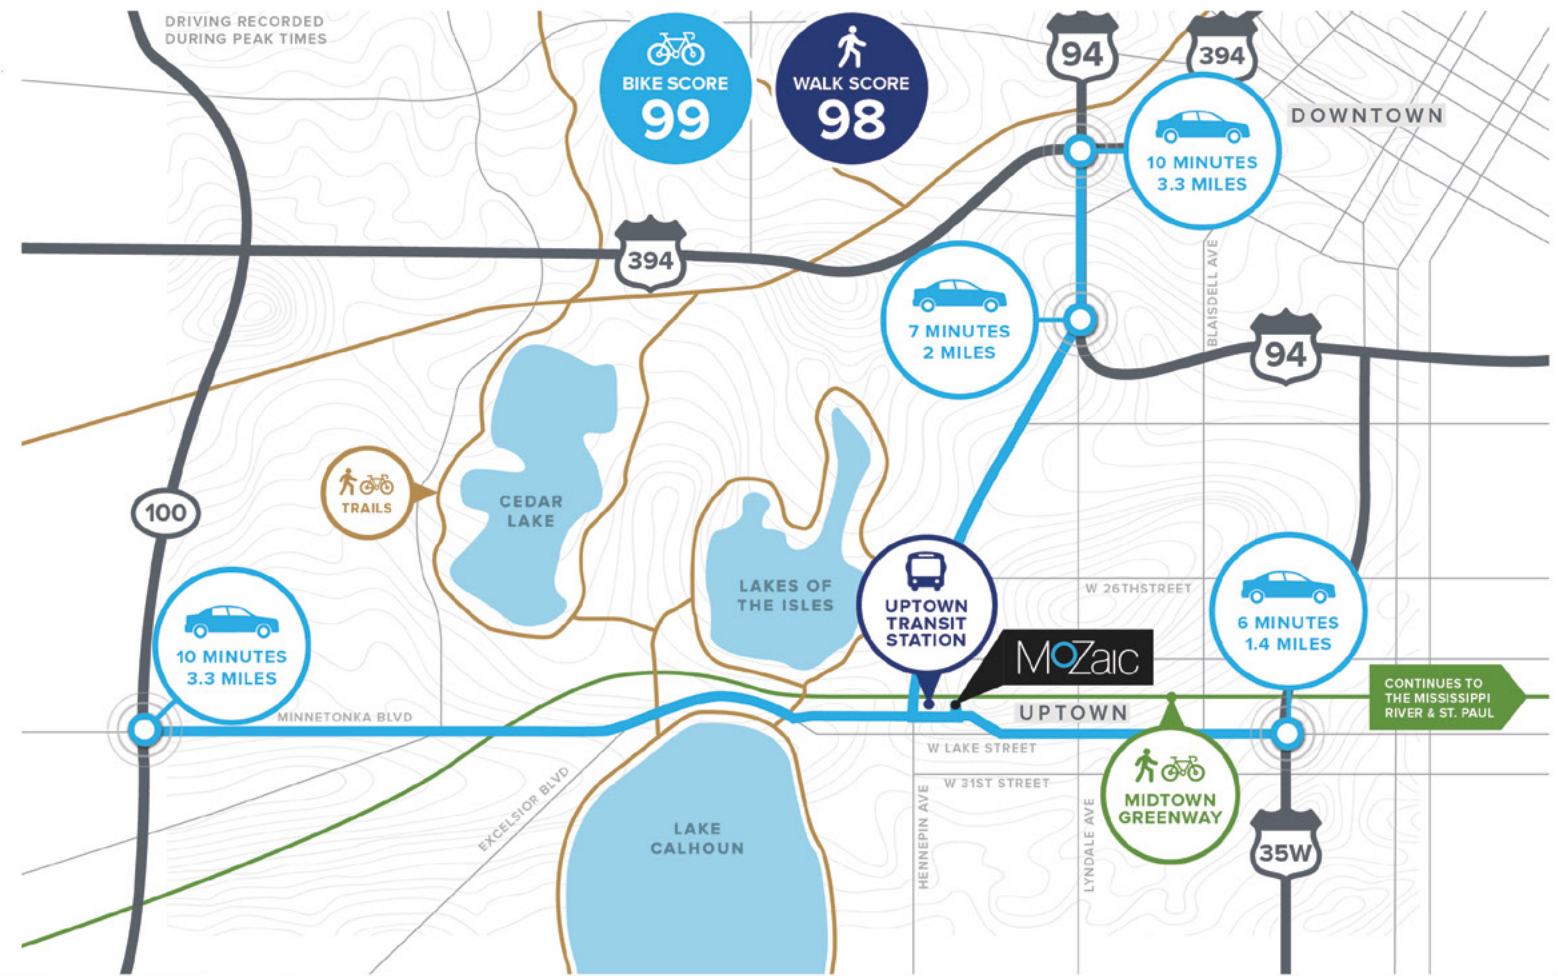 DRIVING RECORDED
DURING PEAK TIMES
BIKE SCORE
99
WALK SCORE
98
94
394
DOWNTOWN
10 MINUTES
3.3 MILES
394
BLAISDELL AVE
7 MINUTES
2 MILES
94
TRAILS
CEDAR
LAKE
100
LAKES OF
THE ISLES
UPTOWN
TRANSIT
STATION
W 26THSTREET
6 MINUTES
1.4 MILES
MoZaic
10 MINUTES
3.3 MILES
CONTINUES TO
THE MISSISSIPPI
RIVER & ST. PAUL
MINNETONKA BLVD
UPTOWN
W LAKE STREET
W 31ST STREET
EXCELSIOR BLVD
MIDTOWN
GREENWAY
LAKE
CALHOUN
HENNEPIN AVE
LYNDALE AVE
35W